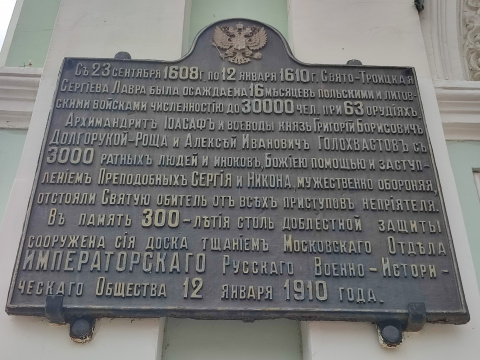 Съ 23 сентября 1608 г. по 12 января 1610 г. Свято-Троицкая
Сергіева Лавра была осаждаема 16 мѣсяцевъ польскими и литов-
скими войсками численностію до 30000 чел. при 63 орудіяхъ.
Архимандритъ Іоасафъ и воеводы князь Григорій Борисовичъ
Долгорукой-Роща и Алексѣй Ивановичъ Голохвастовъ съ
3000 ратныхъ людей и иноковъ, Божіею помощью и заступ-
леніемъ Преподобныхъ Сергія и Никона, мужественно обороняя,
отстояли Святую обитель отъ всѣхъ приступовъ непріятеля.
Въ память 300-лѣтія столь доблестной защиты
сооружена сія доска тщаніемъ Московскаго Отдѣла
ИМПЕРАТОРСКАГО Русскаго Военно-Истори-
ческаго Общества 12 января 1910 года.